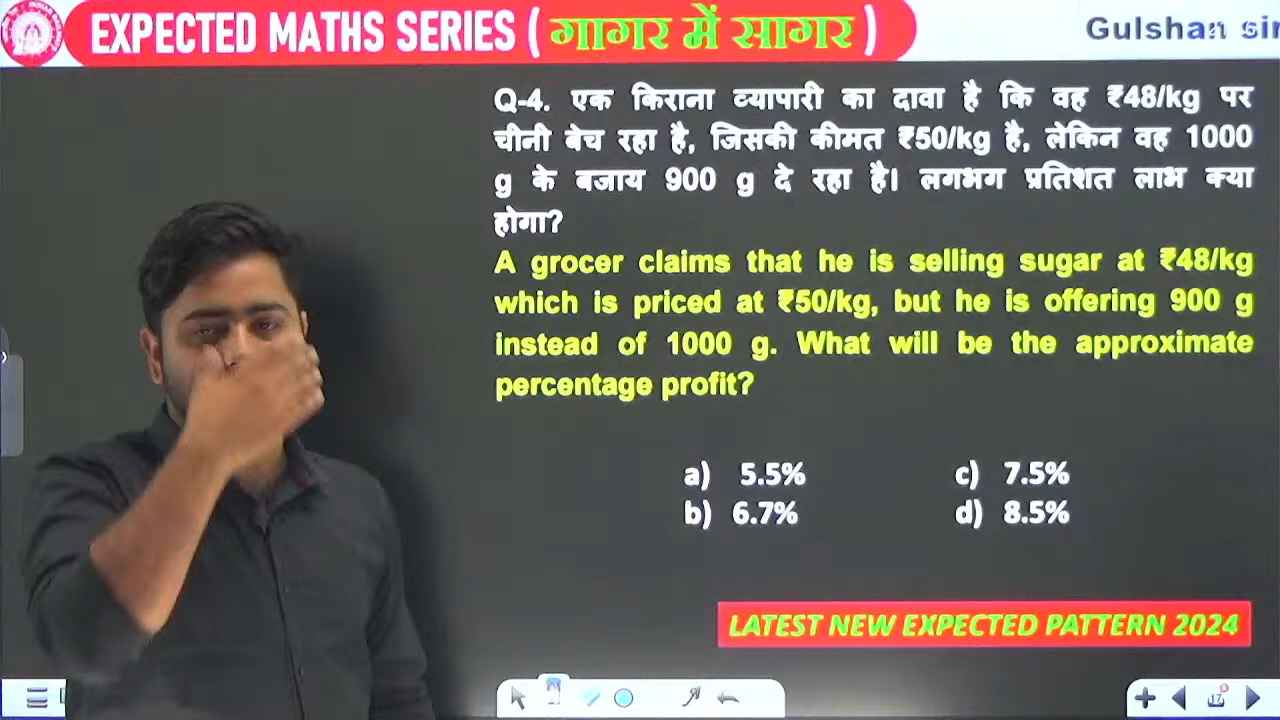 EXPECTED MATHS SERIES ( गागर में सागर )
Gulshan sir
Q-4. एक किराना व्यापारी का दावा है कि वह ₹48/kg पर
चीनी बेच रहा है, जिसकी कीमत ₹50/kg है, लेकिन वह 1000
g के बजाय 900 g दे रहा है। लगभग प्रतिशत लाभ क्या
होगा?
A grocer claims that he is selling sugar at ₹48/kg
which is priced at ₹50/kg, but he is offering 900 g
instead of 1000 g. What will be the approximate
percentage profit?
a) 5.5%
c) 7.5%
b) 6.7%
d) 8.5%
LATEST NEW EXPECTED PATTERN 2024